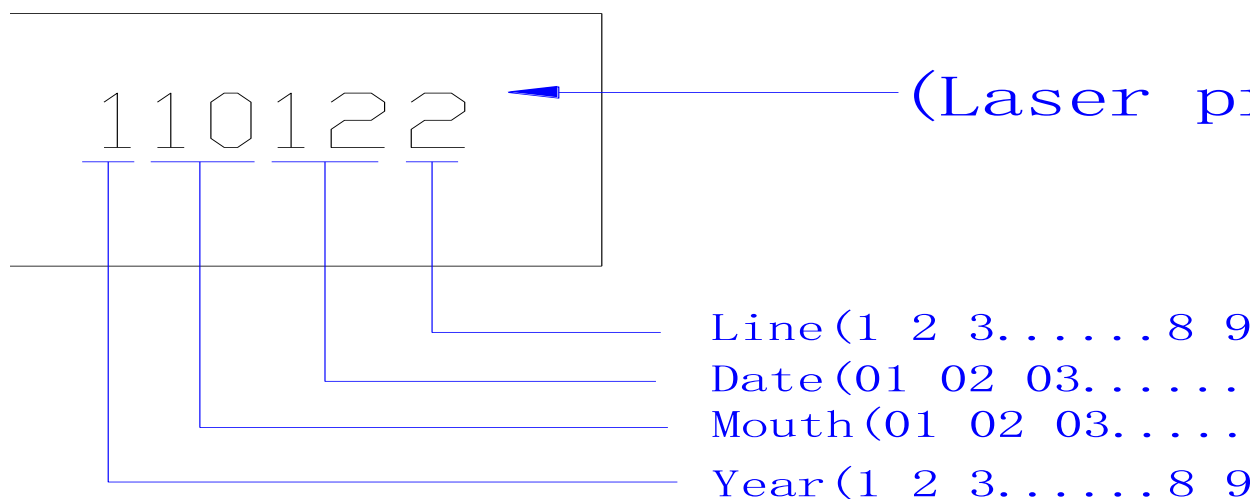 110122
(Laser
Line(1 2 3......8 9
Date(01 02 03......
Mouth(01 02 03.....
Year(1 2 3......8 9